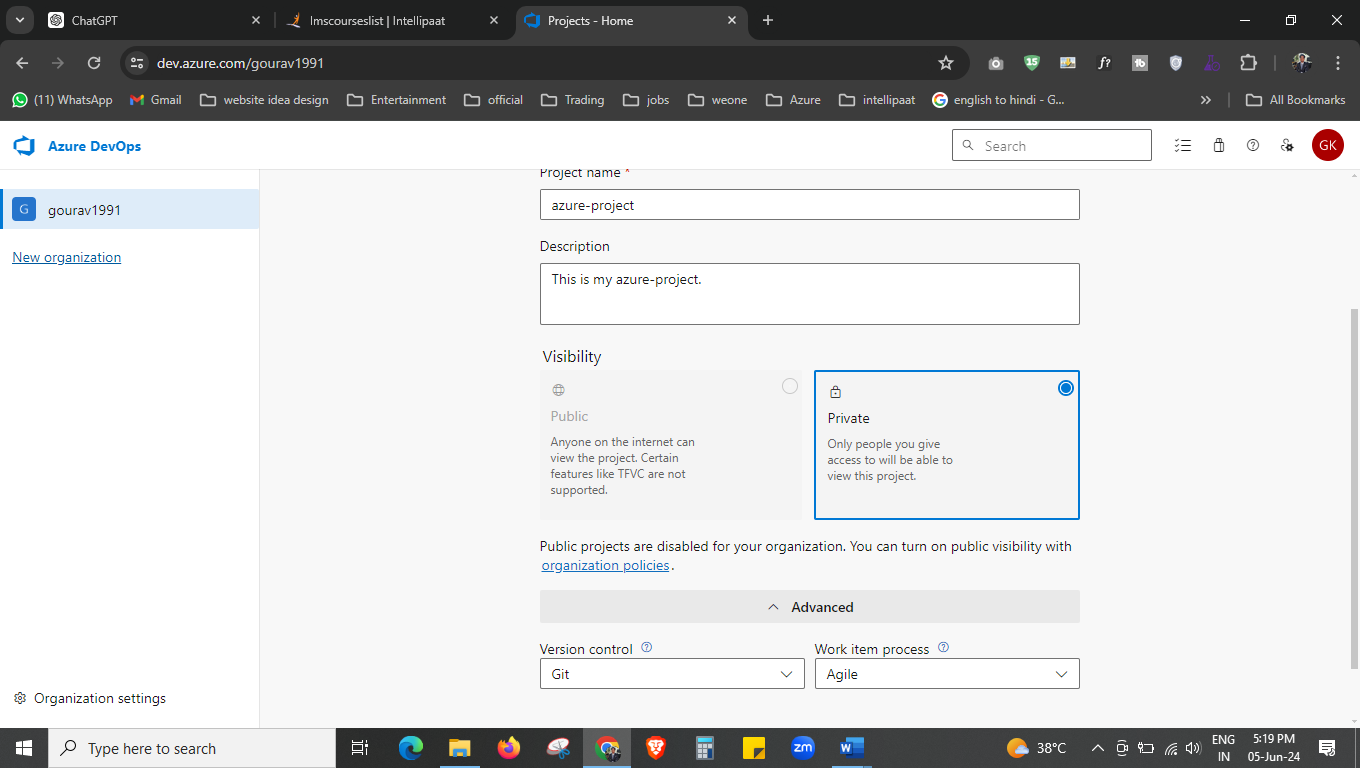 ChatGPT
lmscourseslist | Intellipaat
Projects - Home
dev.azure.com/gourav1991
15
f?
(11) WhatsApp
Gmail
website idea design
Entertainment
official
Trading
jobs
weone
Azure
intellipaat
english to hindi - G...
All Bookmarks
Azure DevOps
Search
GK
G
gourav1991
New organization
Organization settings
Project name *
azure-project
Description
This is my azure-project.
Visibility
Public
Anyone on the internet can
view the project. Certain
features like TFVC are not
supported.
Private
Only people you give
access to will be able to
view this project.
Public projects are disabled for your organization. You can turn on public visibility with
organization policies.
Advanced
Version control
Work item process
Git
Agile
Type here to search
zm
38°C
ENG
IN
5:19 PM
05-Jun-24